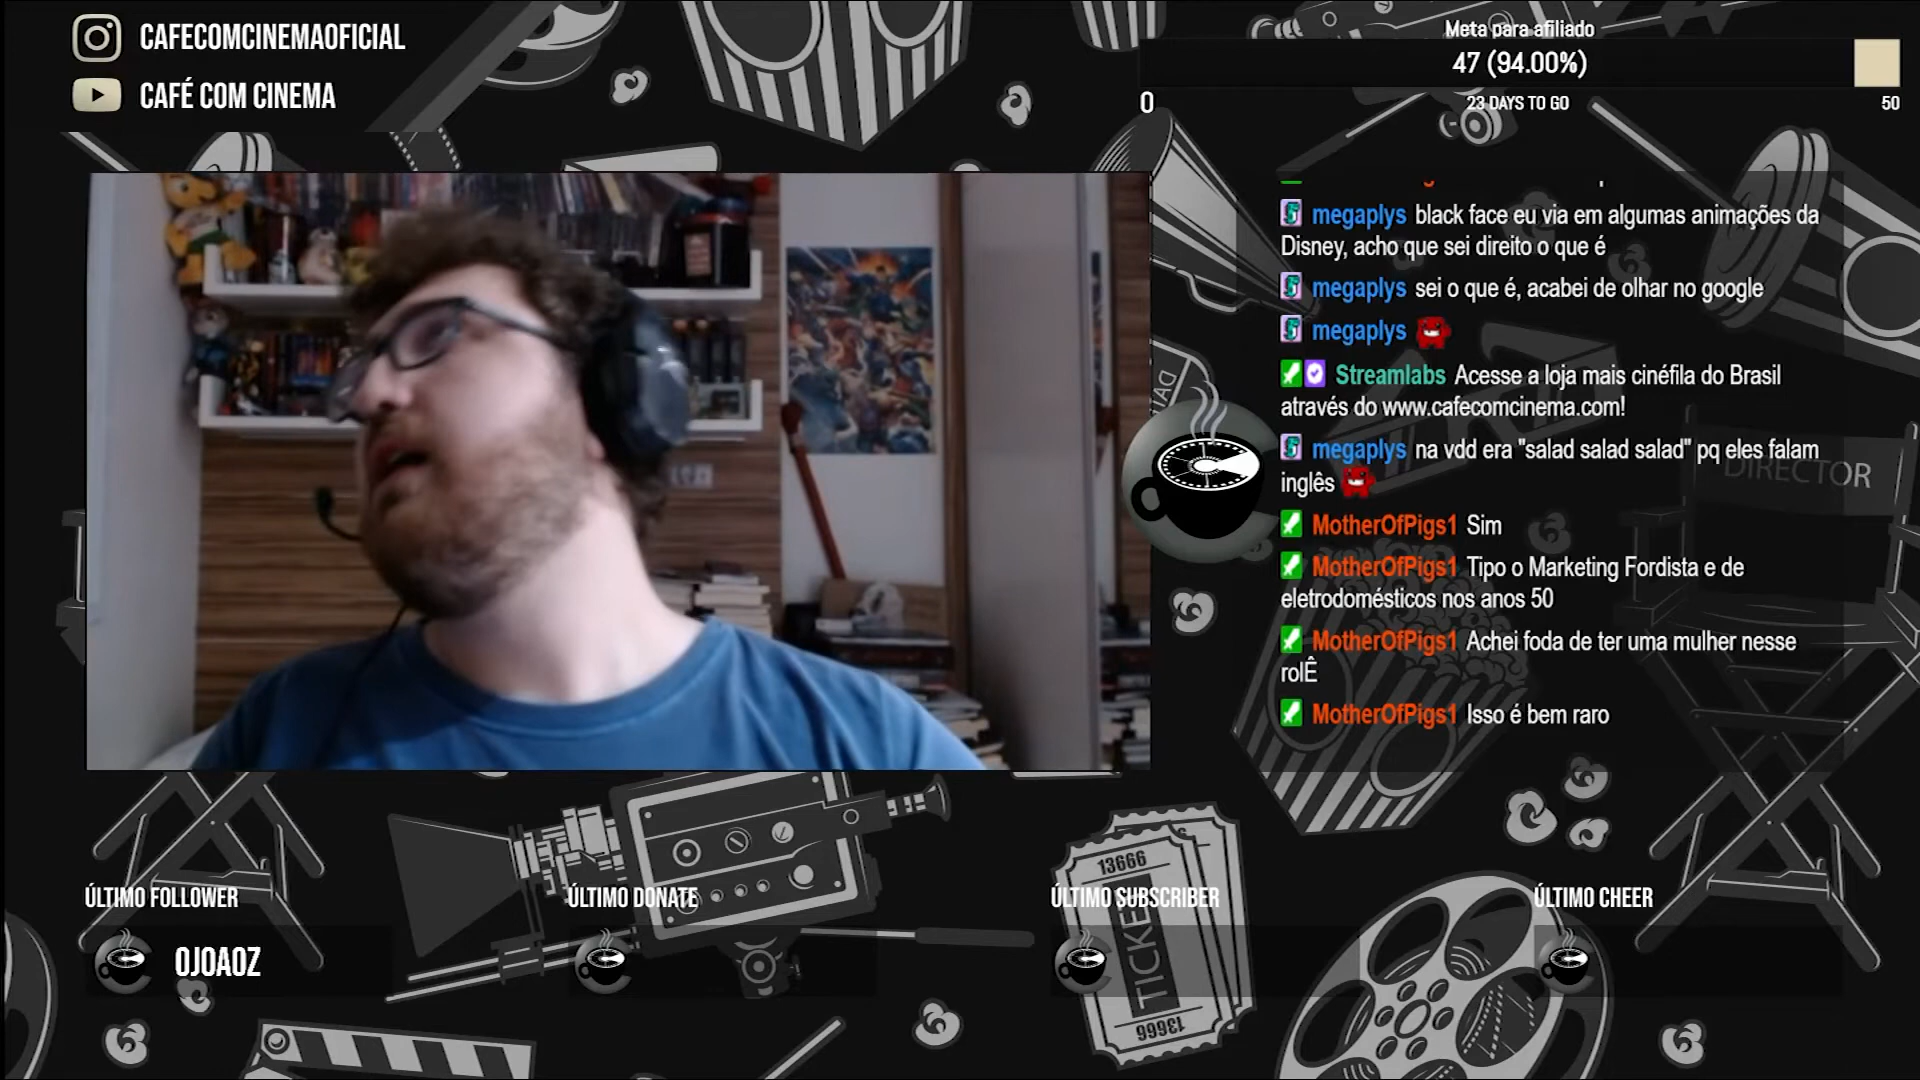 CAFECOMCINEMAOFICIAL
CAFÉ COM CINEMA
Meta para afiliado
47 (94.00%)
0
23 DAYS TO GO
50
megaplys black face eu via em algumas animações da
Disney, acho que sei direito o que é
megaplys sei o que é, acabei de olhar no google
megaplys
Streamlabs Acesse a loja mais cinéfila do Brasil
através do www.cafecomcinema.com!
megaplys na vdd era "salad salad salad" pq eles falam
inglês
MotherOfPigs1 Sim
MotherOfPigs1 Tipo o Marketing Fordista e de
eletrodomésticos nos anos 50
MotherOfPigs1 Achei foda de ter uma mulher nesse
rolÊ
MotherOfPigs1 Isso é bem raro
DIRECTOR
13666
TICKET
13666
ÚLTIMO FOLLOWER
0J0A0Z
ÚLTIMO DONATE
ÚLTIMO SUBSCRIBER
ÚLTIMO CHEER